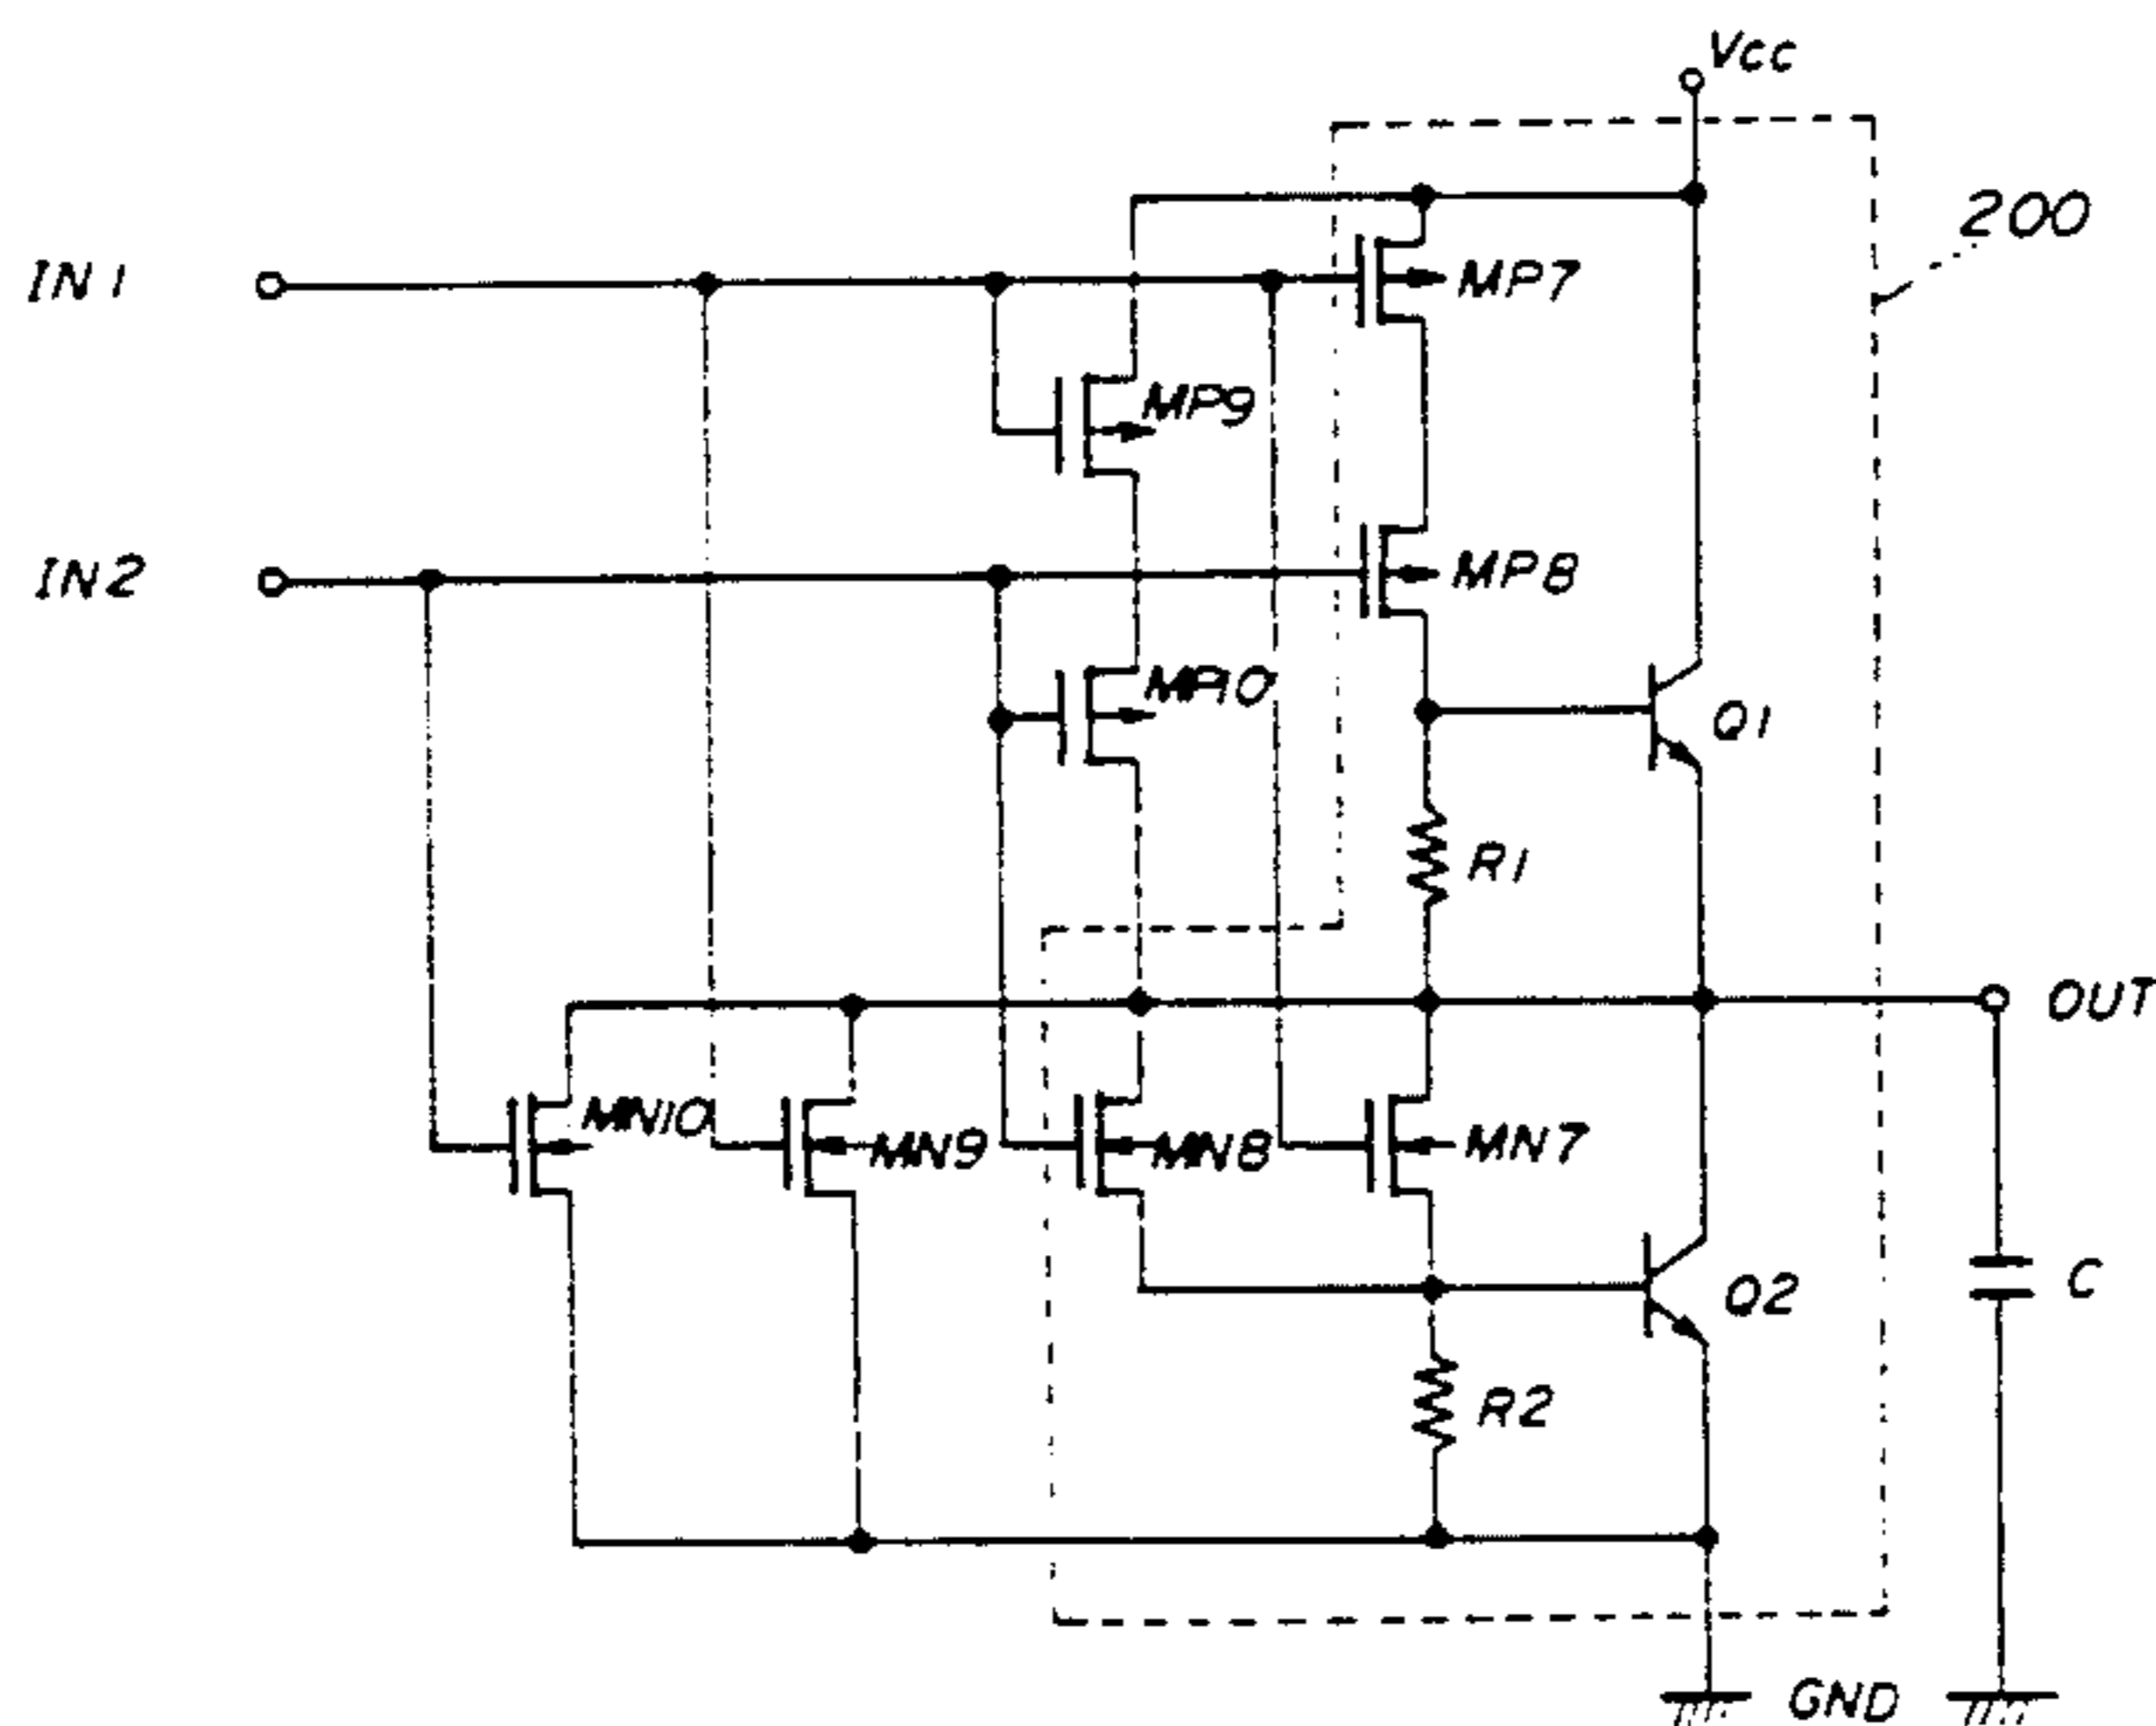 Vcc
200
IN1
MP7
MP9
IN2
MP8
MP10
Q1
R1
OUT
MN10
MN9
MN8
MN7
C
Q2
R2
GND